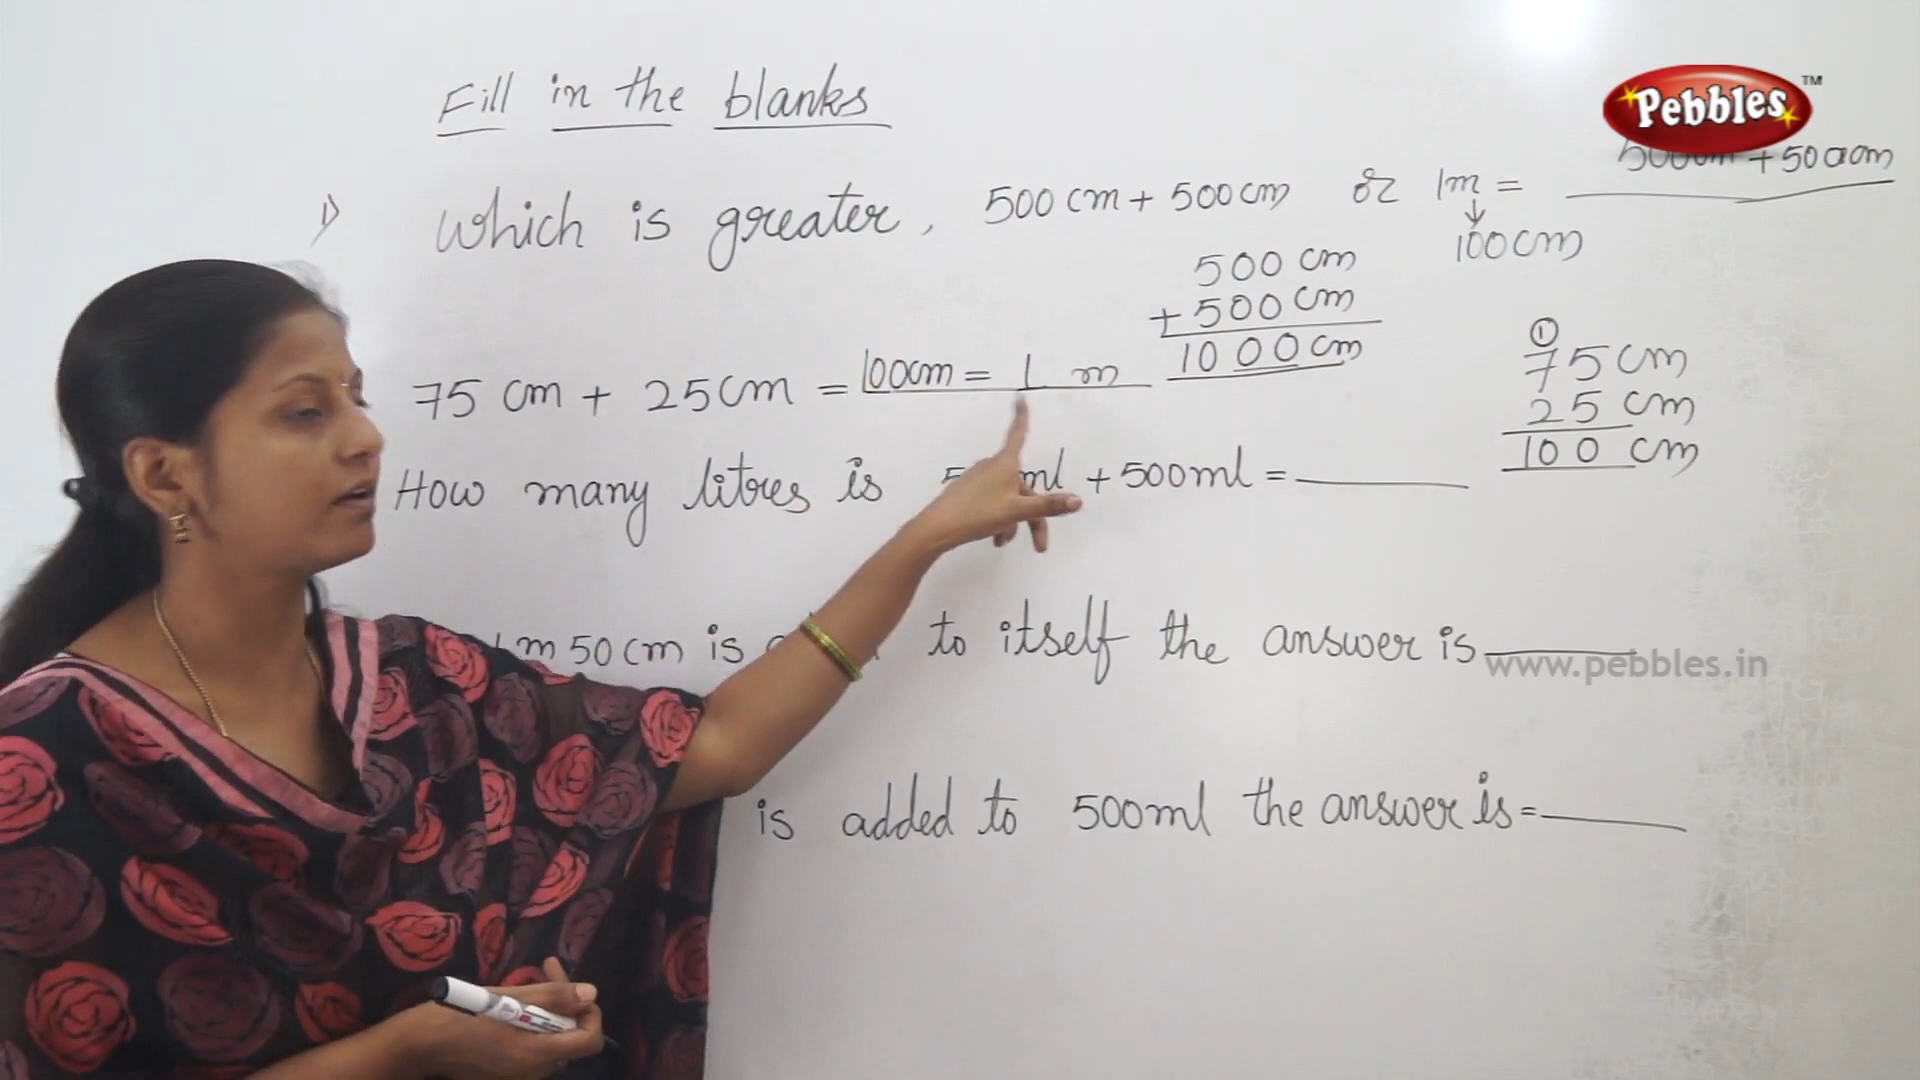 Fill in the blanks
Pebbles™
1) Which is greater, 500 cm + 500 cm or 1m = 500cm + 500cm
↓
100cm
500 cm
+ 500 cm
1000 cm
75 cm + 25 cm = 100cm = 1 m
1
75 cm
25 cm
100 cm
How many litres is ml + 500ml =
m 50 cm is to itself the answer is
www.pebbles.in
is added to 500ml the answer is =